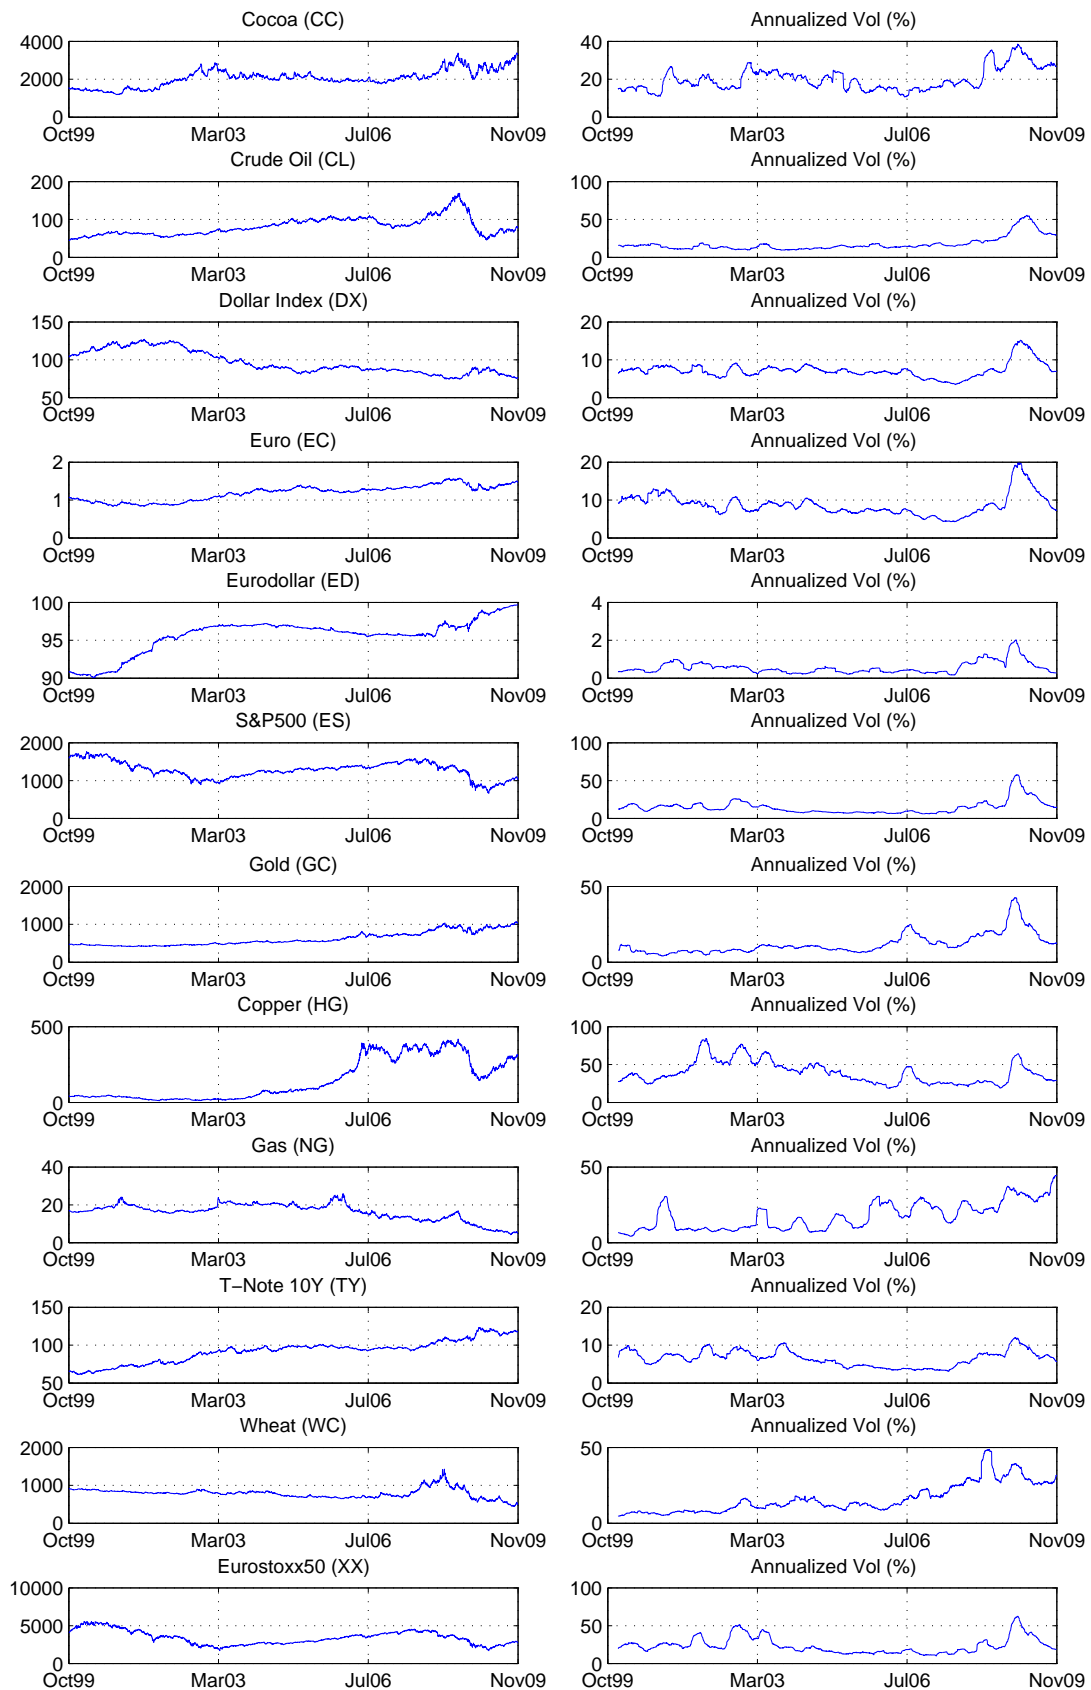 Cocoa (CC)
Annualized Vol (%)
4000
2000
0
Oct99 Mar03 Jul06 Nov09
40
20
0
Oct99 Mar03 Jul06 Nov09
Crude Oil (CL)
Annualized Vol (%)
200
100
0
Oct99 Mar03 Jul06 Nov09
100
50
0
Oct99 Mar03 Jul06 Nov09
Dollar Index (DX)
Annualized Vol (%)
150
100
50
Oct99 Mar03 Jul06 Nov09
20
10
0
Oct99 Mar03 Jul06 Nov09
Euro (EC)
Annualized Vol (%)
2
1
0
Oct99 Mar03 Jul06 Nov09
20
10
0
Oct99 Mar03 Jul06 Nov09
Eurodollar (ED)
Annualized Vol (%)
100
95
90
Oct99 Mar03 Jul06 Nov09
4
2
0
Oct99 Mar03 Jul06 Nov09
S&P500 (ES)
Annualized Vol (%)
2000
1000
0
Oct99 Mar03 Jul06 Nov09
100
50
0
Oct99 Mar03 Jul06 Nov09
Gold (GC)
Annualized Vol (%)
2000
1000
0
Oct99 Mar03 Jul06 Nov09
50
0
Oct99 Mar03 Jul06 Nov09
Copper (HG)
Annualized Vol (%)
500
0
Oct99 Mar03 Jul06 Nov09
100
50
0
Oct99 Mar03 Jul06 Nov09
Gas (NG)
Annualized Vol (%)
40
20
0
Oct99 Mar03 Jul06 Nov09
50
0
Oct99 Mar03 Jul06 Nov09
T−Note 10Y (TY)
Annualized Vol (%)
150
100
50
Oct99 Mar03 Jul06 Nov09
20
10
0
Oct99 Mar03 Jul06 Nov09
Wheat (WC)
Annualized Vol (%)
2000
1000
0
Oct99 Mar03 Jul06 Nov09
50
0
Oct99 Mar03 Jul06 Nov09
Eurostoxx50 (XX)
Annualized Vol (%)
10000
5000
0
Oct99 Mar03 Jul06 Nov09
100
50
0
Oct99 Mar03 Jul06 Nov09